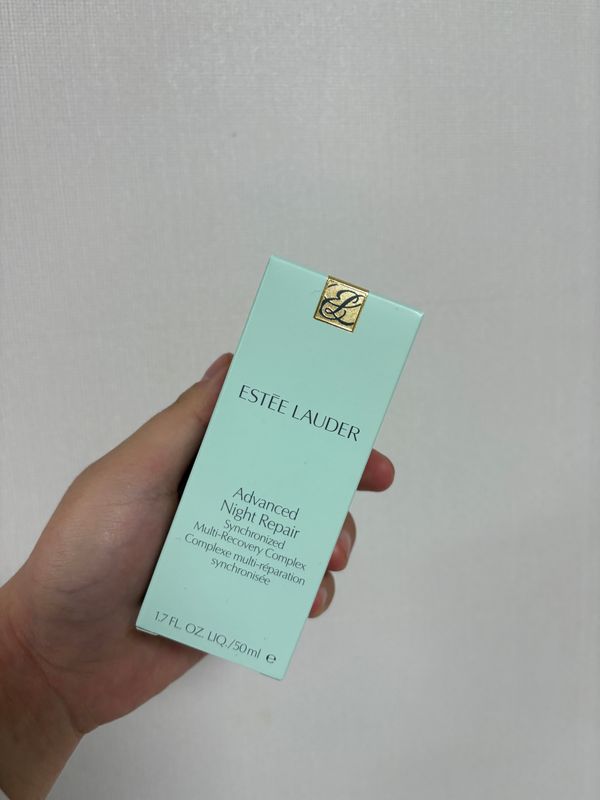 ESTĒE LAUDER
Advanced
Night Repair
Synchronized
Multi-Recovery Complex
Complexe multi-réparation
synchronisée
1.7 FL. OZ. LIQ./50 ml ℮